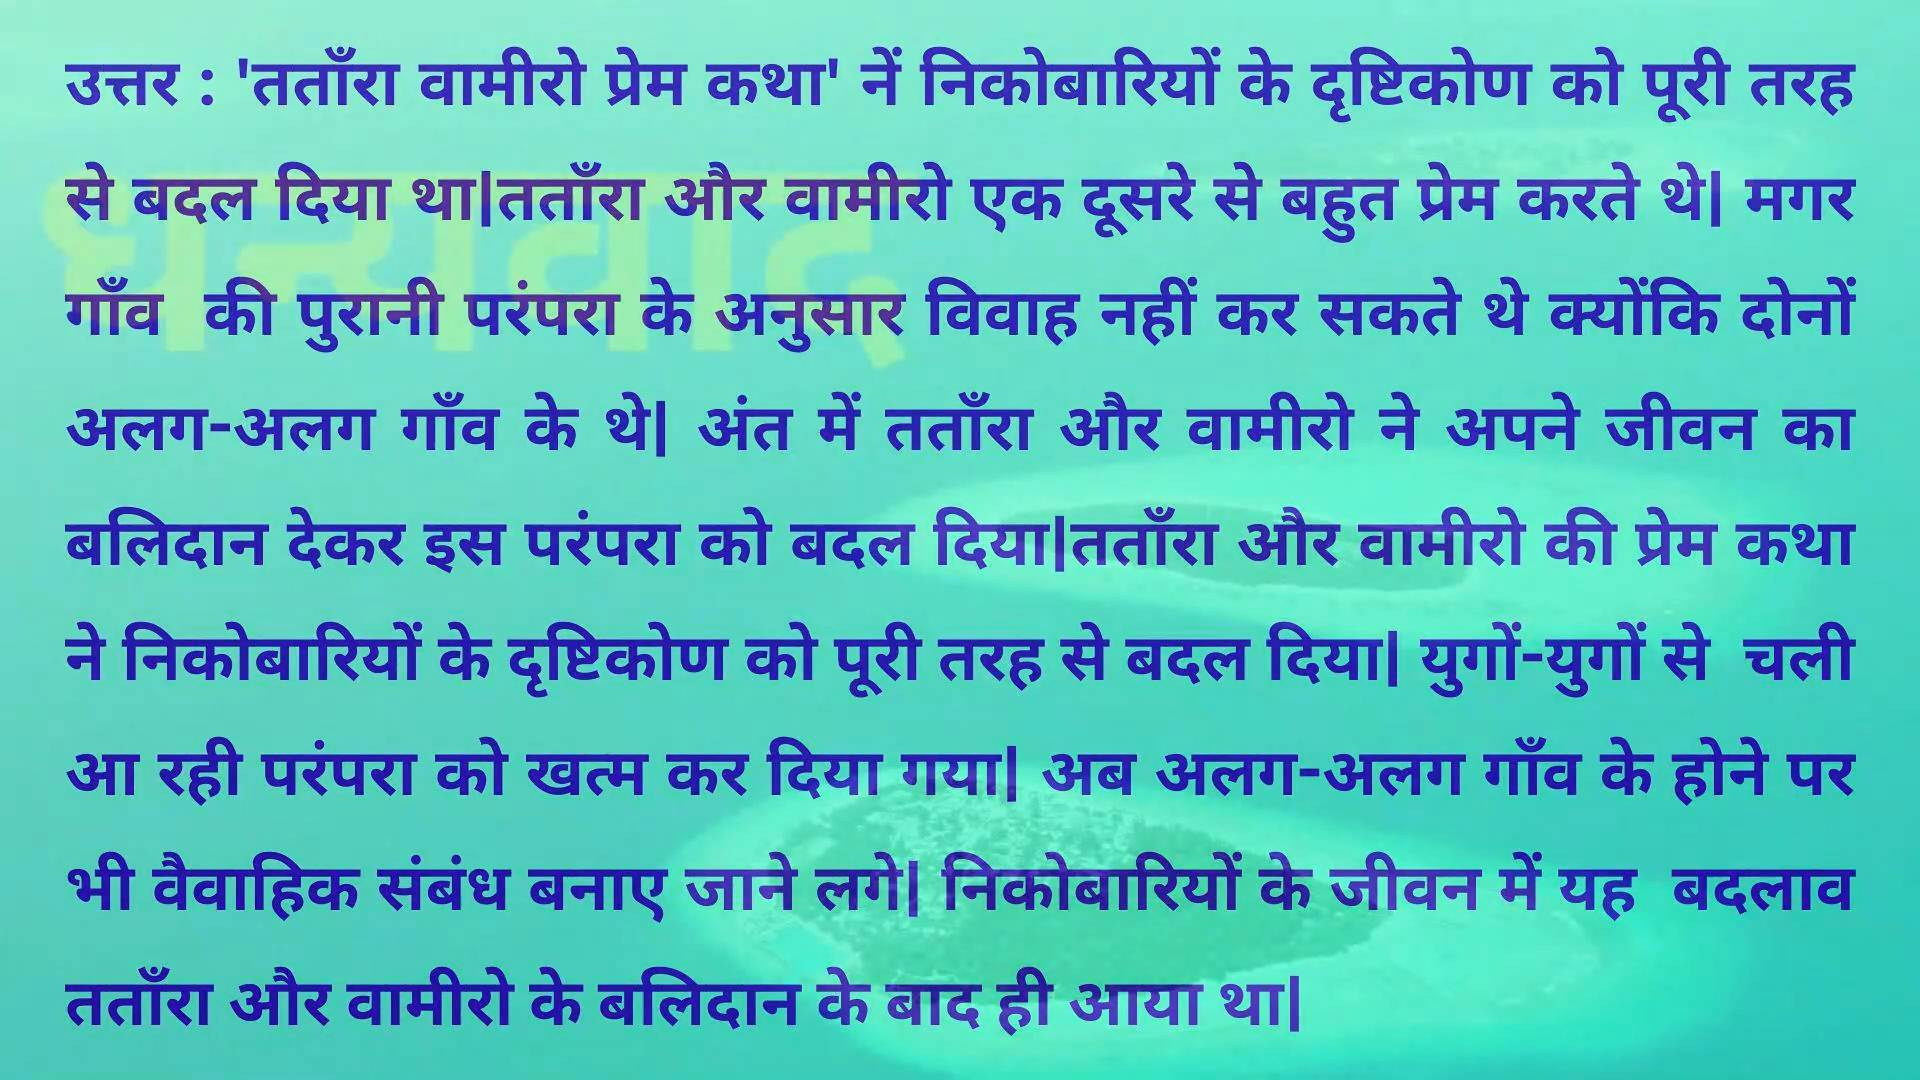 उत्तर : 'तताँरा वामीरो प्रेम कथा' नें निकोबारियों के दृष्टिकोण को पूरी तरह
से बदल दिया था|तताँरा और वामीरो एक दूसरे से बहुत प्रेम करते थे| मगर
गाँव की पुरानी परंपरा के अनुसार विवाह नहीं कर सकते थे क्योंकि दोनों
अलग-अलग गाँव के थे| अंत में तताँरा और वामीरो ने अपने जीवन का
बलिदान देकर इस परंपरा को बदल दिया|तताँरा और वामीरो की प्रेम कथा
ने निकोबारियों के दृष्टिकोण को पूरी तरह से बदल दिया| युगों-युगों से चली
आ रही परंपरा को खत्म कर दिया गया| अब अलग-अलग गाँव के होने पर
भी वैवाहिक संबंध बनाए जाने लगे| निकोबारियों के जीवन में यह बदलाव
तताँरा और वामीरो के बलिदान के बाद ही आया था|
धन्यवाद